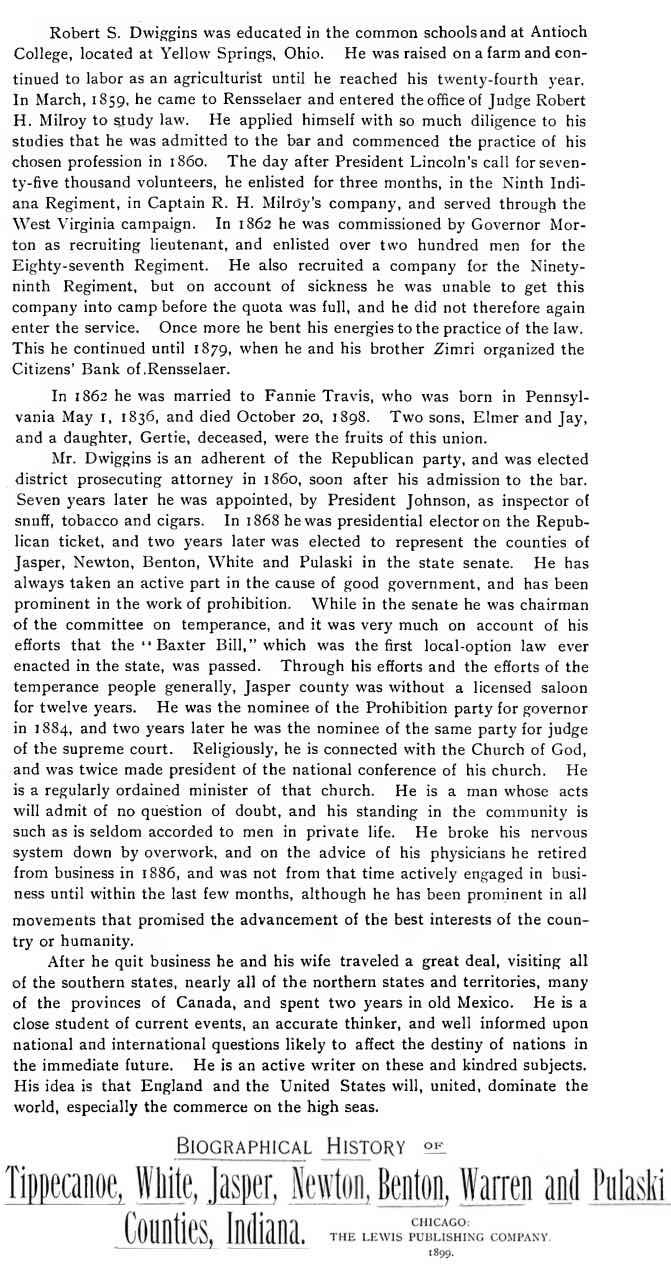 Robert S. Dwiggins was educated in the common schools and at Antioch
College, located at Yellow Springs, Ohio. He was raised on a farm and con-
tinued to labor as an agriculturist until he reached his twenty-fourth year.
In March, 1859, he came to Rensselaer and entered the office of Judge Robert
H. Milroy to study law. He applied himself with so much diligence to his
studies that he was admitted to the bar and commenced the practice of his
chosen profession in 1860. The day after President Lincoln's call for seven-
ty-five thousand volunteers, he enlisted for three months, in the Ninth Indi-
ana Regiment, in Captain R. H. Milroy's company, and served through the
West Virginia campaign. In 1862 he was commissioned by Governor Mor-
ton as recruiting lieutenant, and enlisted over two hundred men for the
Eighty-seventh Regiment. He also recruited a company for the Ninety-
ninth Regiment, but on account of sickness he was unable to get this
company into camp before the quota was full, and he did not therefore again
enter the service. Once more he bent his energies to the practice of the law.
This he continued until 1879, when he and his brother Zimri organized the
Citizens' Bank of Rensselaer.
In 1862 he was married to Fannie Travis, who was born in Pennsyl-
vania May 1, 1836, and died October 20, 1898. Two sons, Elmer and Jay,
and a daughter, Gertie, deceased, were the fruits of this union.
Mr. Dwiggins is an adherent of the Republican party, and was elected
district prosecuting attorney in 1860, soon after his admission to the bar.
Seven years later he was appointed, by President Johnson, as inspector of
snuff, tobacco and cigars. In 1868 he was presidential elector on the Repub-
lican ticket, and two years later was elected to represent the counties of
Jasper, Newton, Benton, White and Pulaski in the state senate. He has
always taken an active part in the cause of good government, and has been
prominent in the work of prohibition. While in the senate he was chairman
of the committee on temperance, and it was very much on account of his
efforts that the "Baxter Bill," which was the first local-option law ever
enacted in the state, was passed. Through his efforts and the efforts of the
temperance people generally, Jasper county was without a licensed saloon
for twelve years. He was the nominee of the Prohibition party for governor
in 1884, and two years later he was the nominee of the same party for judge
of the supreme court. Religiously, he is connected with the Church of God,
and was twice made president of the national conference of his church. He
is a regularly ordained minister of that church. He is a man whose acts
will admit of no question of doubt, and his standing in the community is
such as is seldom accorded to men in private life. He broke his nervous
system down by overwork, and on the advice of his physicians he retired
from business in 1886, and was not from that time actively engaged in busi-
ness until within the last few months, although he has been prominent in all
movements that promised the advancement of the best interests of the coun-
try or humanity.
After he quit business he and his wife traveled a great deal, visiting all
of the southern states, nearly all of the northern states and territories, many
of the provinces of Canada, and spent two years in old Mexico. He is a
close student of current events, an accurate thinker, and well informed upon
national and international questions likely to affect the destiny of nations in
the immediate future. He is an active writer on these and kindred subjects.
His idea is that England and the United States will, united, dominate the
world, especially the commerce on the high seas.
BIOGRAPHICAL HISTORY OF
Tippecanoe, White, Jasper, Newton, Benton, Warren and Pulaski
Counties, Indiana.
CHICAGO:
THE LEWIS PUBLISHING COMPANY.
1899.